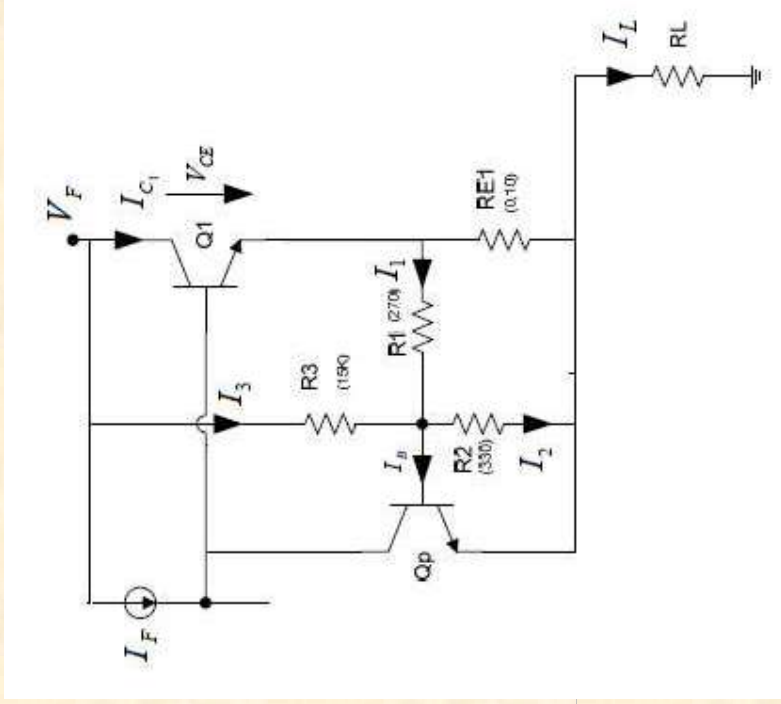 V_F
I_C1
V_CE
Q1
I_L
RL
RE1
(0,10)
I_1
R1 (270)
I_3
R3
(15K)
I_B
R2
(330)
I_2
Qp
I_F